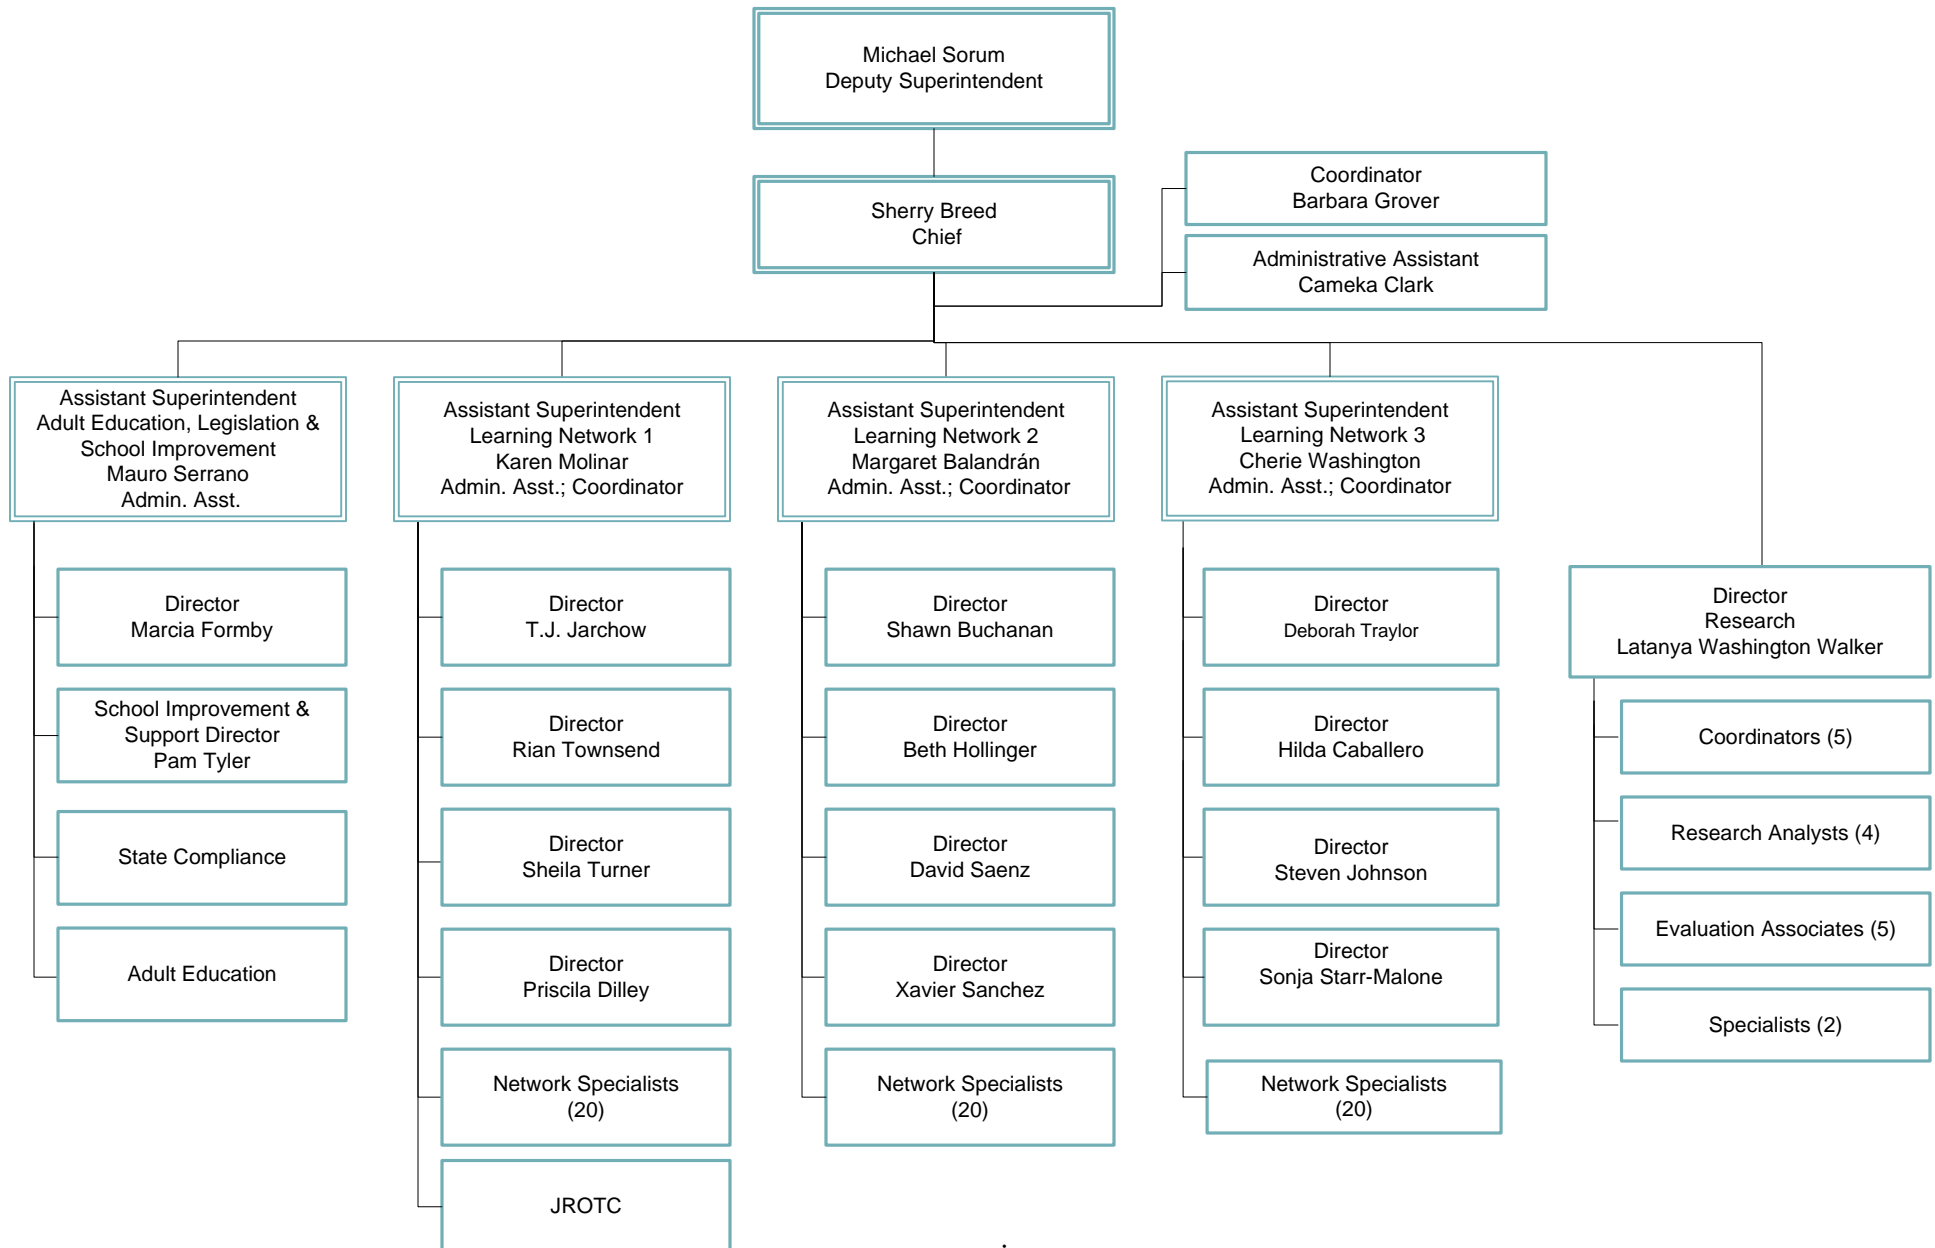 Michael Sorum
Deputy Superintendent
Sherry Breed
Chief
Coordinator
Barbara Grover
Administrative Assistant
Cameka Clark
Assistant Superintendent
Adult Education, Legislation &
School Improvement
Mauro Serrano
Admin. Asst.
Assistant Superintendent
Learning Network 1
Karen Molinar
Admin. Asst.; Coordinator
Assistant Superintendent
Learning Network 2
Margaret Balandrán
Admin. Asst.; Coordinator
Assistant Superintendent
Learning Network 3
Cherie Washington
Admin. Asst.; Coordinator
Director
Marcia Formby
School Improvement &
Support Director
Pam Tyler
State Compliance
Adult Education
Director
T.J. Jarchow
Director
Rian Townsend
Director
Sheila Turner
Director
Priscila Dilley
Network Specialists
(20)
JROTC
Director
Shawn Buchanan
Director
Beth Hollinger
Director
David Saenz
Director
Xavier Sanchez
Network Specialists
(20)
Director
Deborah Traylor
Director
Hilda Caballero
Director
Steven Johnson
Director
Sonja Starr-Malone
Network Specialists
(20)
Director
Research
Latanya Washington Walker
Coordinators (5)
Research Analysts (4)
Evaluation Associates (5)
Specialists (2)